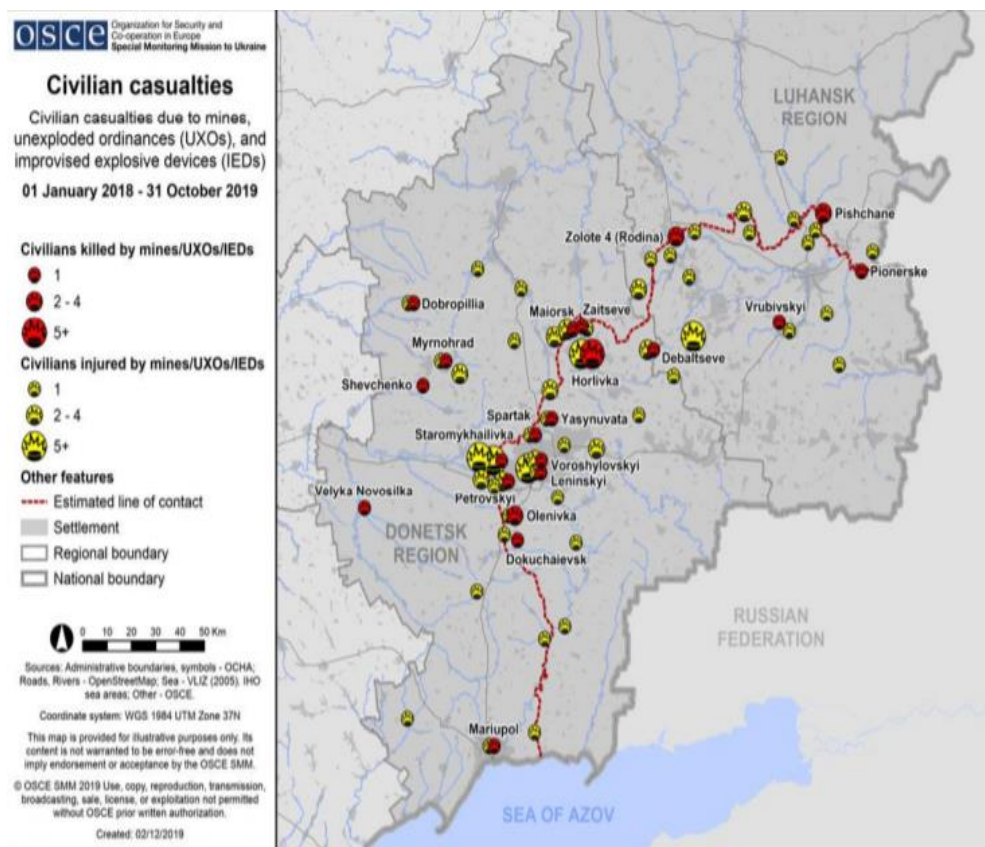 osce
Organization for Security and
Co-operation in Europe
Special Monitoring Mission to Ukraine
Civilian casualties
Civilian casualties due to mines,
unexploded ordinances (UXOs), and
improvised explosive devices (IEDs)
01 January 2018 - 31 October 2019
Civilians killed by mines/UXOs/IEDs
1
2 - 4
5+
Civilians injured by mines/UXOs/IEDs
1
2 - 4
5+
Other features
Estimated line of contact
Settlement
Regional boundary
National boundary
0 10 20 30 40 50 Km
Sources: Administrative boundaries, symbols - OCHA;
Roads, Rivers - OpenStreetMap; Sea - VLIZ (2005). IHO
sea areas; Other - OSCE.
Coordinate system: WGS 1984 UTM Zone 37N
This map is provided for illustrative purposes only. Its
content is not warranted to be error-free and does not
imply endorsement or acceptance by the OSCE SMM.
© OSCE SMM 2019 Use, copy, reproduction, transmission,
broadcasting, sale, license, or exploitation not permitted
without OSCE prior written authorization.
Created: 02/12/2019
LUHANSK
REGION
Pishchane
Zolote 4 (Rodina)
Pionerske
Dobropillia
Maiorsk
Zaitseve
Vrubivskyi
Myrnohrad
Debaltseve
Shevchenko
Horlivka
Spartak
Yasynuvata
Staromykhailivka
Voroshylovskyi
Leninskyi
Petrovskyi
Velyka Novosilka
Olenivka
DONETSK
REGION
Dokuchaievsk
RUSSIAN
FEDERATION
Mariupol
SEA OF AZOV